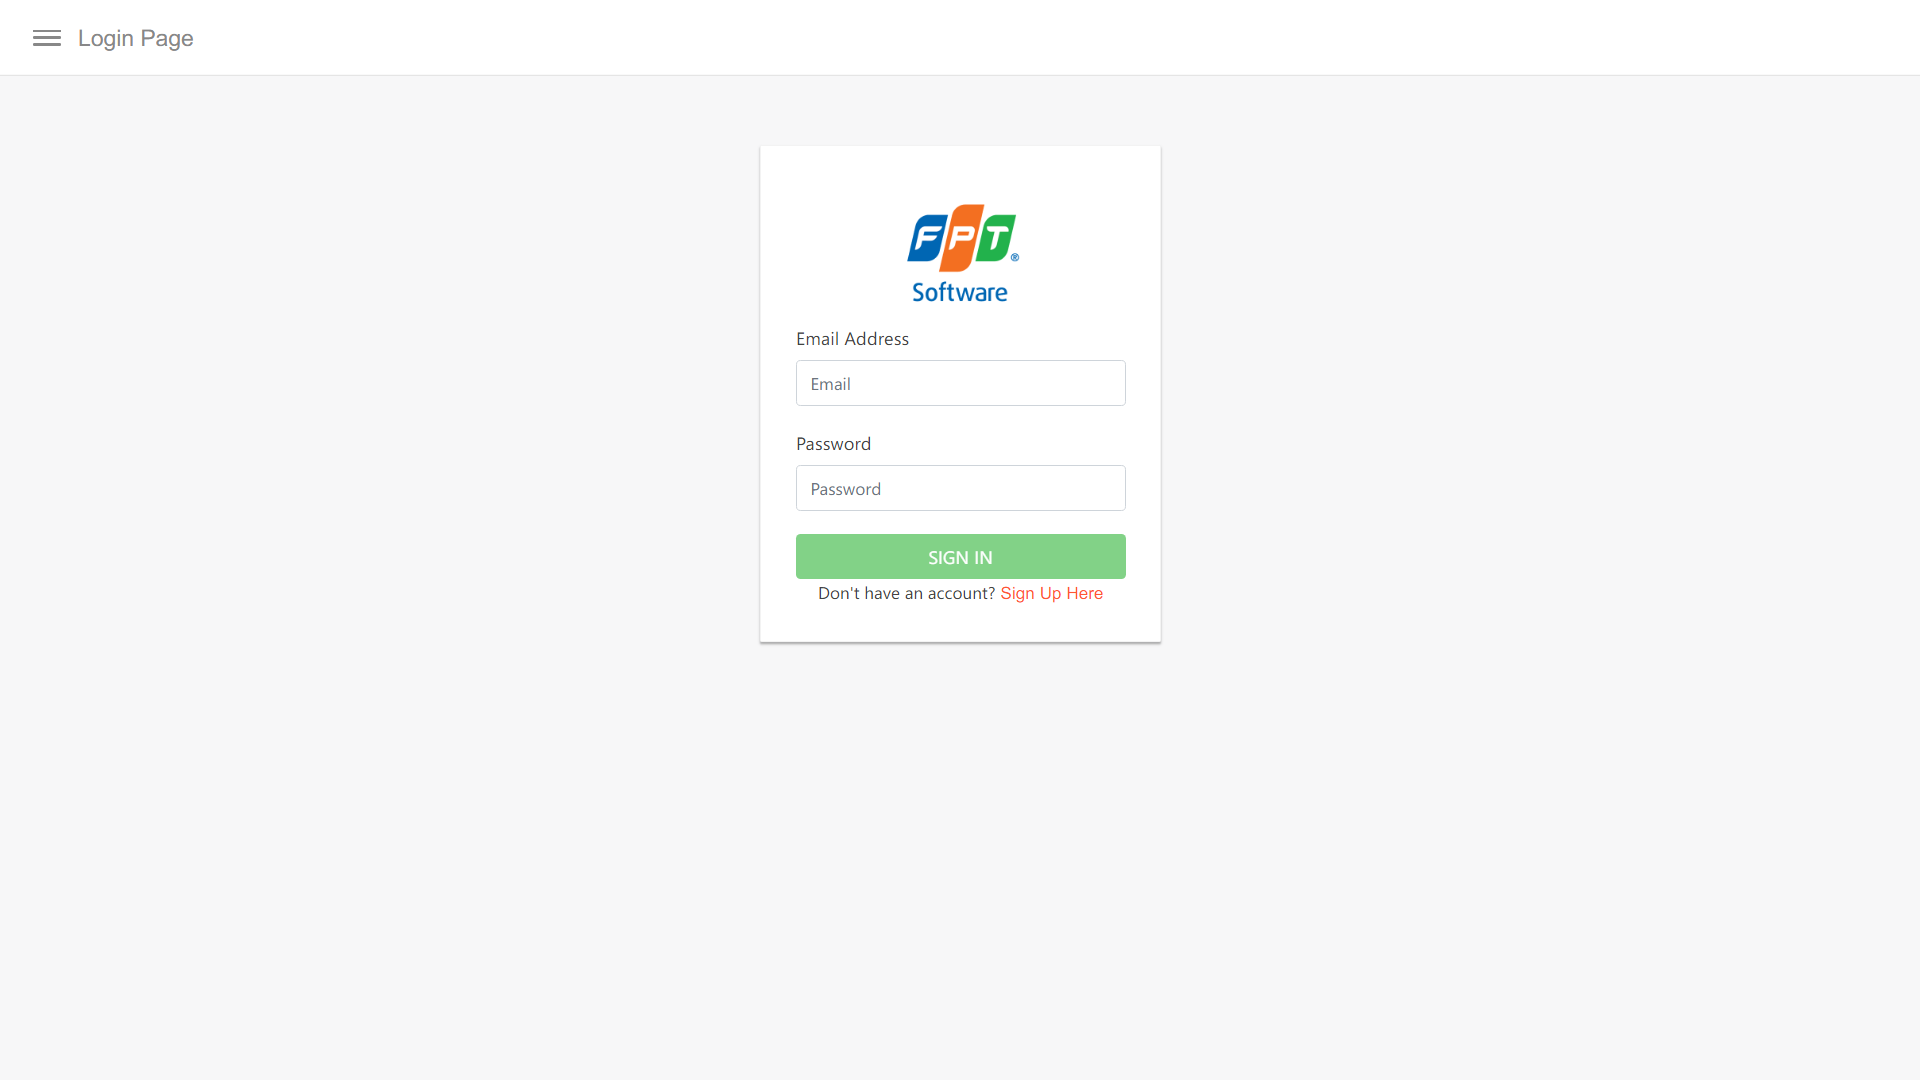 Login Page
FPT®
Software
Email Address
Email
Password
Password
SIGN IN
Don't have an account? Sign Up Here